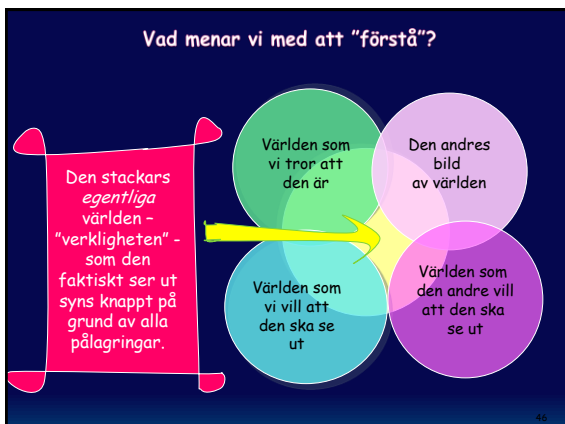 Vad menar vi med att ”förstå”?
Den stackars
egentliga
världen –
”verkligheten” -
som den
faktiskt ser ut
syns knappt på
grund av alla
pålagringar.
Världen som
vi tror att
den är
Den andres
bild
av världen
Världen som
vi vill att
den ska se
ut
Världen som
den andre vill
att den ska
se ut
46